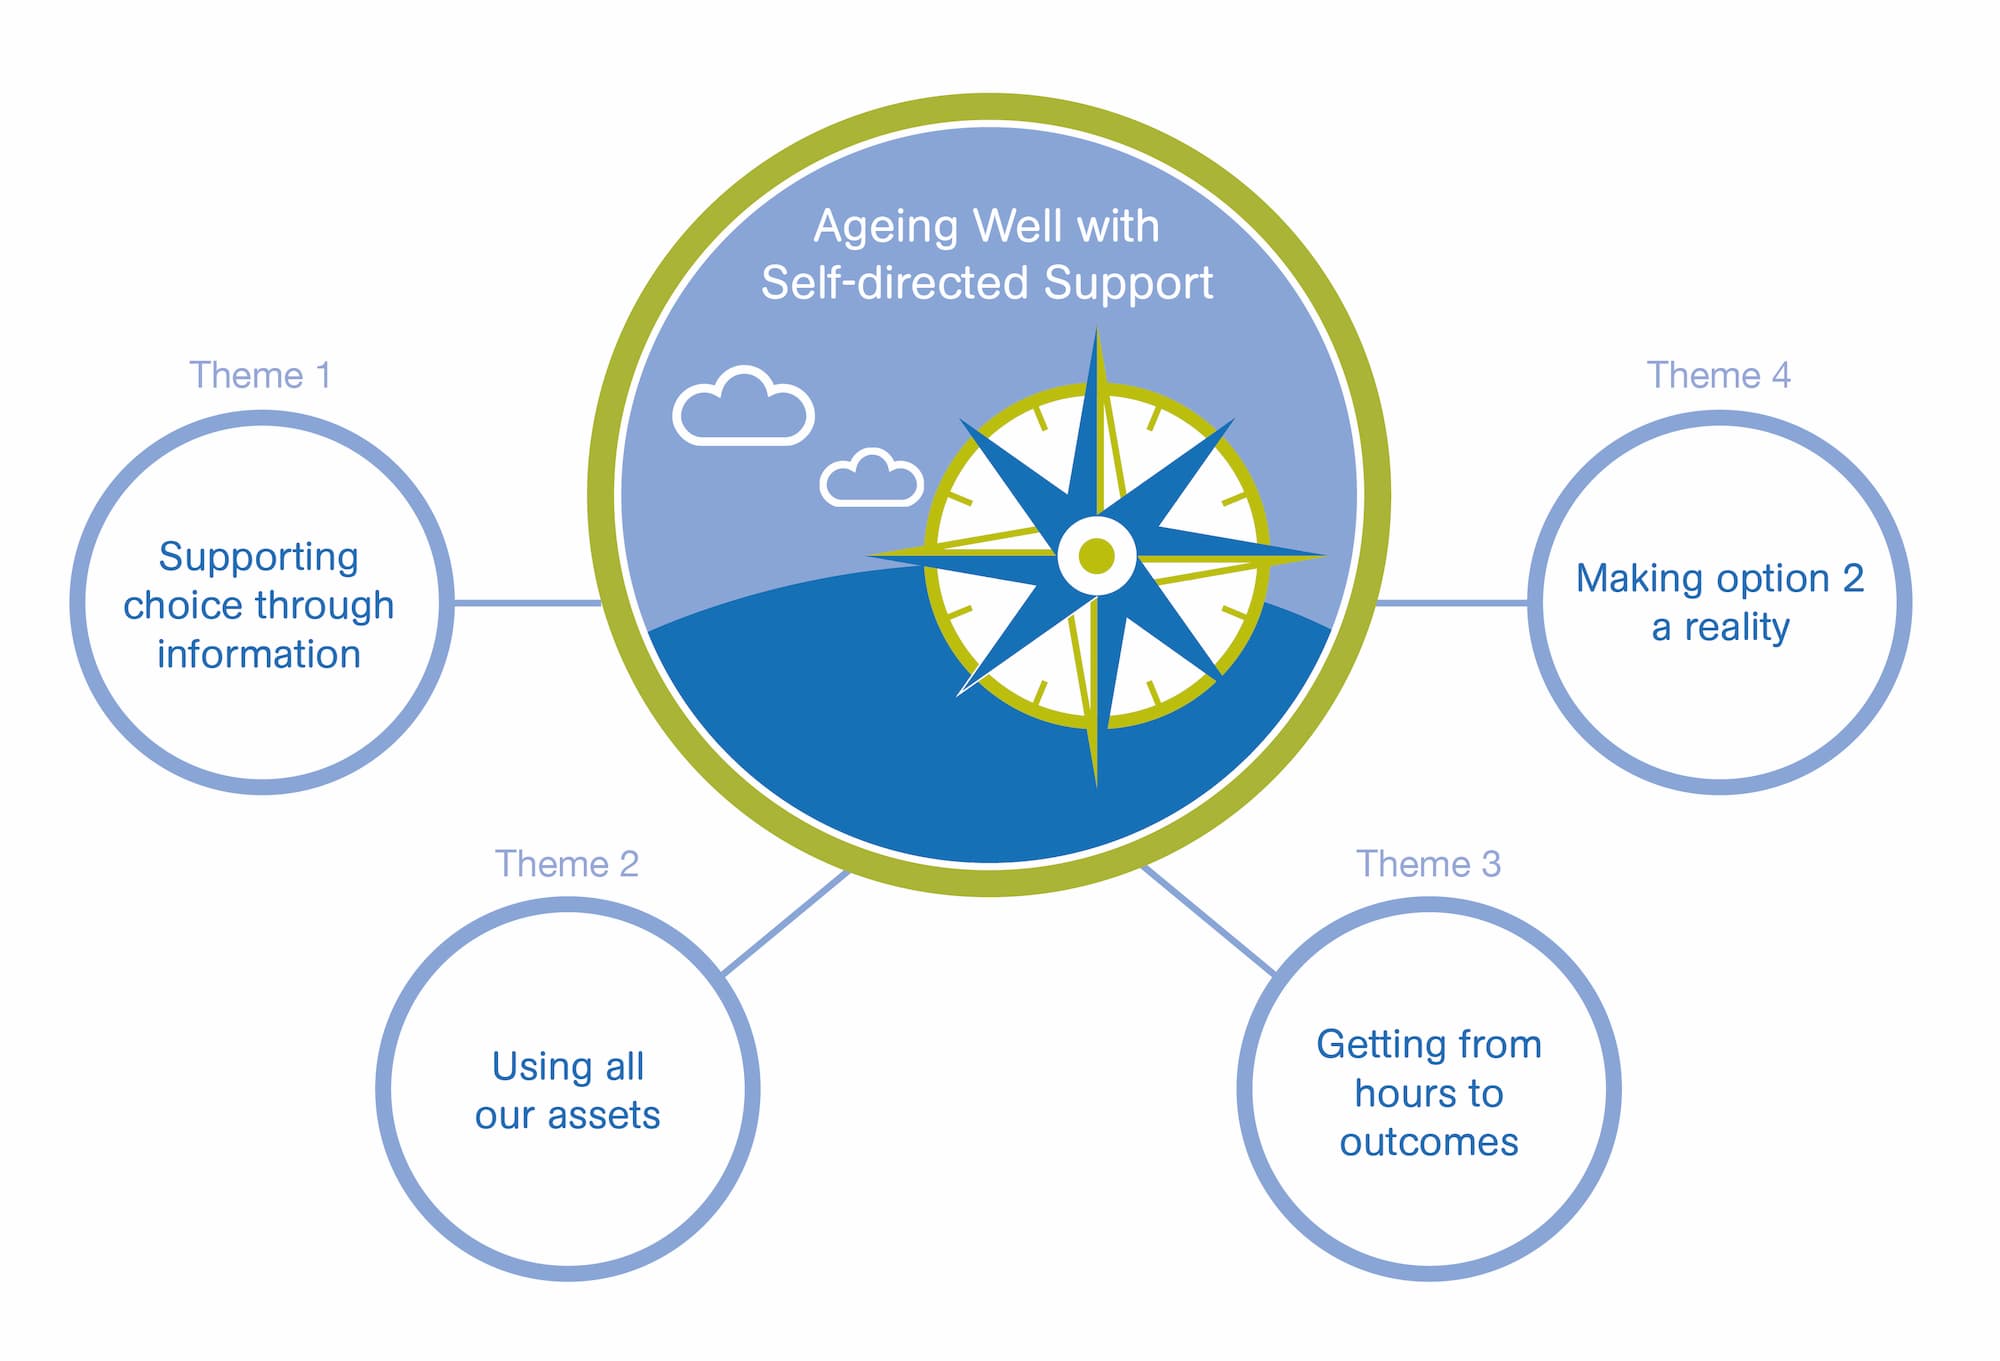 Ageing Well with
Self-directed Support
Theme 1
Supporting
choice through
information
Theme 2
Using all
our assets
Theme 3
Getting from
hours to
outcomes
Theme 4
Making option 2
a reality